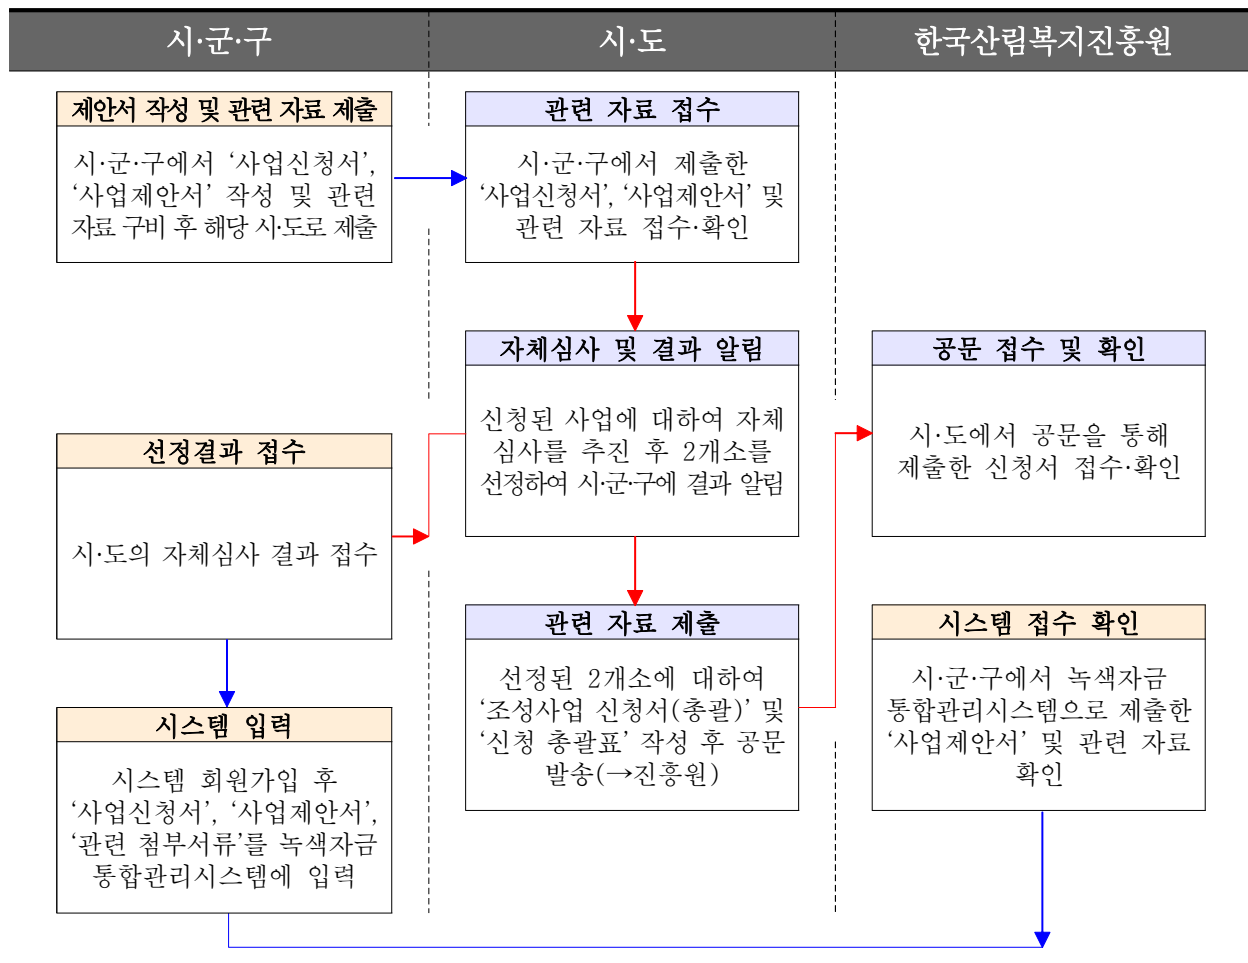 시·군·구
시·도
한국산림복지진흥원
제안서 작성 및 관련 자료 제출
시·군·구에서 ‘사업신청서’,
‘사업제안서’ 작성 및 관련
자료 구비 후 해당 시·도로 제출
관련 자료 접수
시·군·구에서 제출한
‘사업신청서’, ‘사업제안서’ 및
관련 자료 접수·확인
자체심사 및 결과 알림
신청된 사업에 대하여 자체
심사를 추진 후 2개소를
선정하여 시·군·구에 결과 알림
공문 접수 및 확인
시·도에서 공문을 통해
제출한 신청서 접수·확인
선정결과 접수
시·도의 자체심사 결과 접수
관련 자료 제출
선정된 2개소에 대하여
‘조성사업 신청서(총괄)’ 및
‘신청 총괄표’ 작성 후 공문
발송(→진흥원)
시스템 접수 확인
시·군·구에서 녹색자금
통합관리시스템으로 제출한
‘사업제안서’ 및 관련 자료
확인
시스템 입력
시스템 회원가입 후
‘사업신청서’, ‘사업제안서’,
‘관련 첨부서류’를 녹색자금
통합관리시스템에 입력